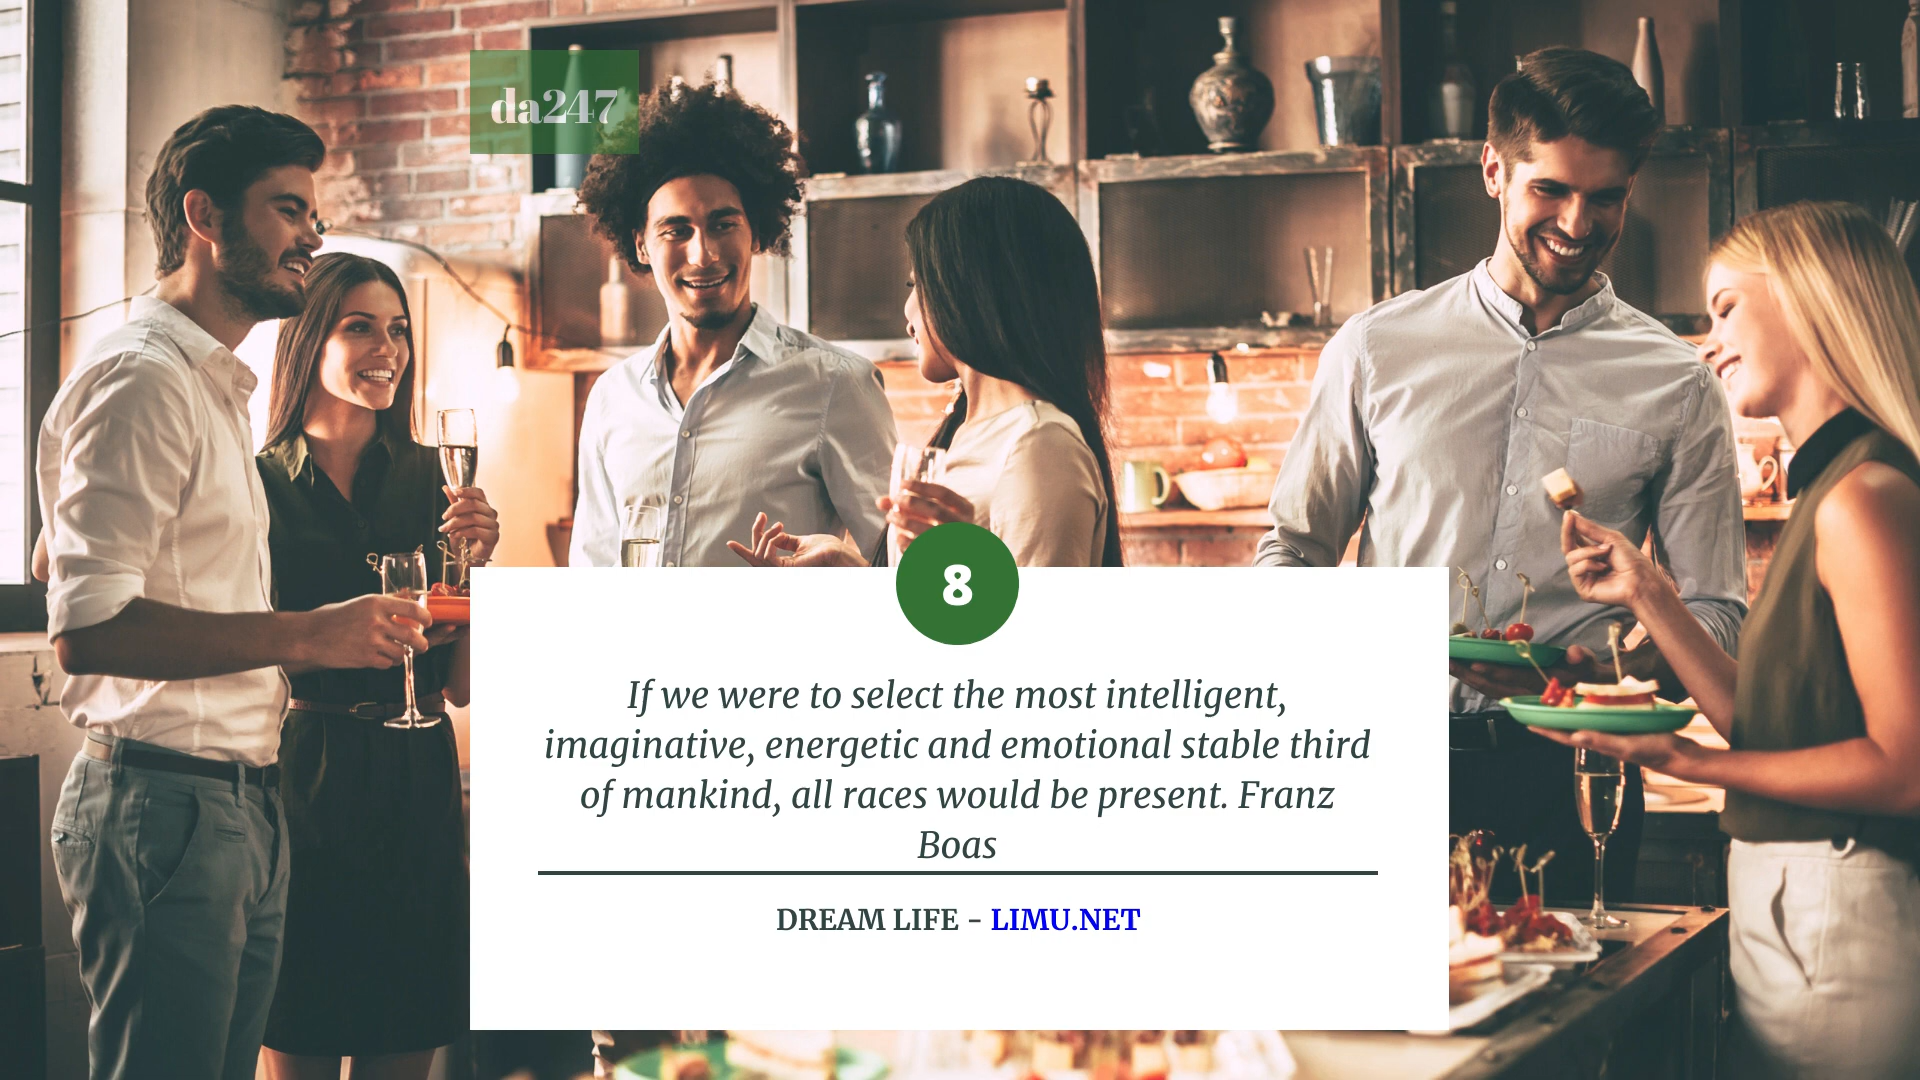 da247
8
If we were to select the most intelligent,
imaginative, energetic and emotional stable third
of mankind, all races would be present. Franz
Boas
DREAM LIFE – LIMU.NET